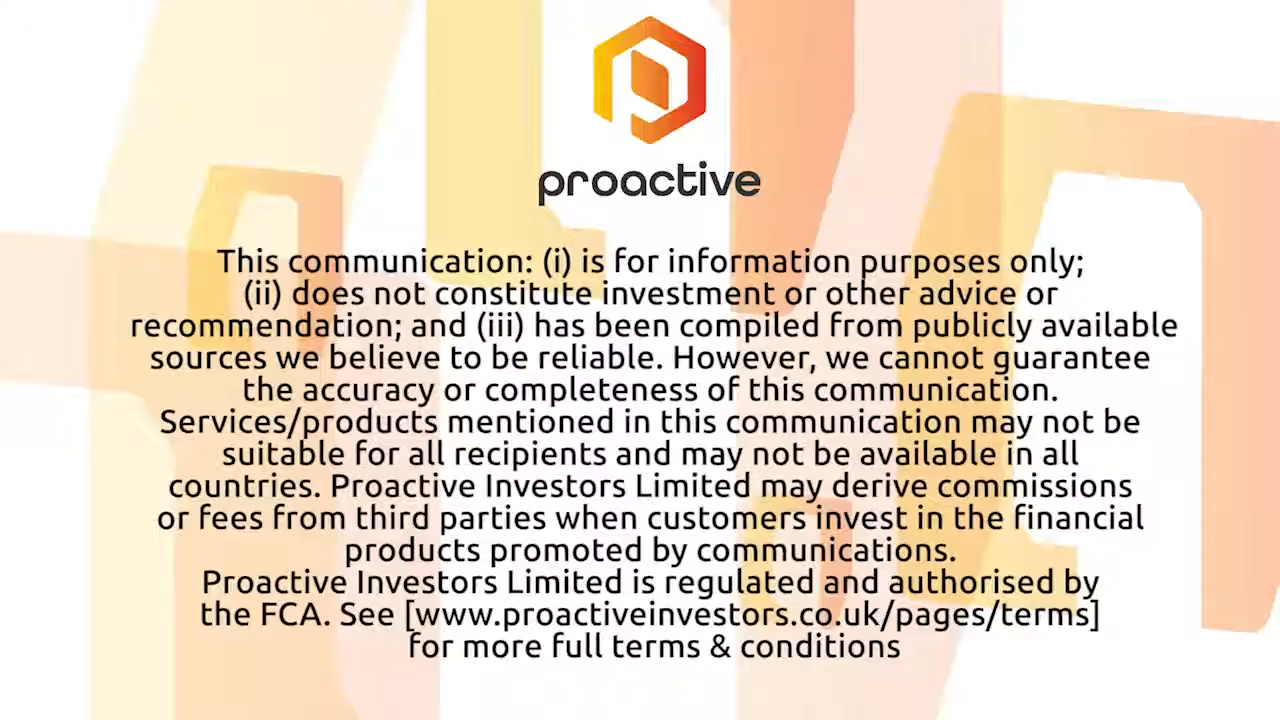 proactive
This communication: (i) is for information purposes only;
(ii) does not constitute investment or other advice or
recommendation; and (iii) has been compiled from publicly available
sources we believe to be reliable. However, we cannot guarantee
the accuracy or completeness of this communication.
Services/products mentioned in this communication may not be
suitable for all recipients and may not be available in all
countries. Proactive Investors Limited may derive commissions
or fees from third parties when customers invest in the financial
products promoted by communications.
Proactive Investors Limited is regulated and authorised by
the FCA. See [www.proactiveinvestors.co.uk/pages/terms]
for more full terms & conditions